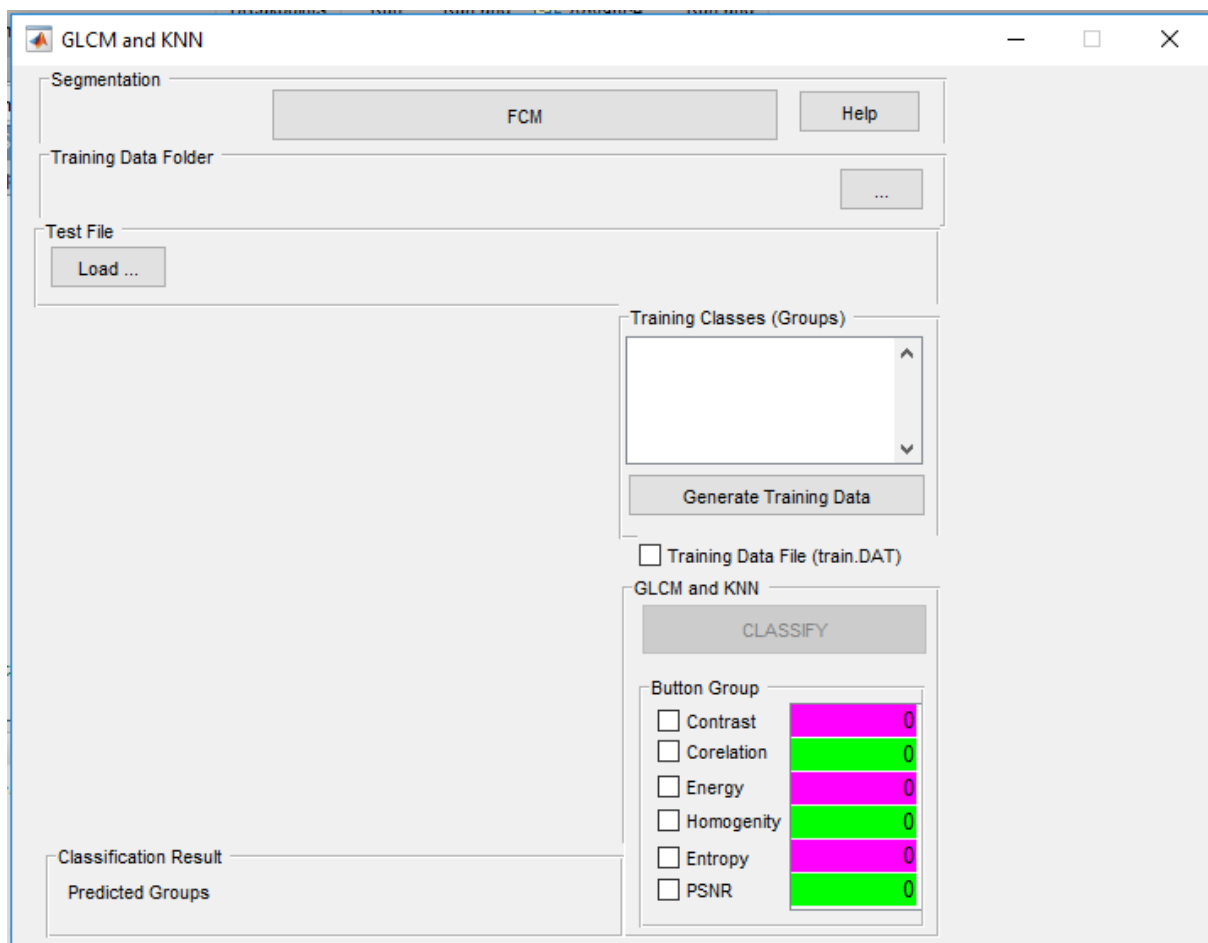 GLCM and KNN
Segmentation
FCM
Help
Training Data Folder
...
Test File
Load ...
Training Classes (Groups)
Generate Training Data
Training Data File (train.DAT)
GLCM and KNN
CLASSIFY
Button Group
Contrast 0
Corelation 0
Energy 0
Homogenity 0
Entropy 0
PSNR 0
Classification Result
Predicted Groups